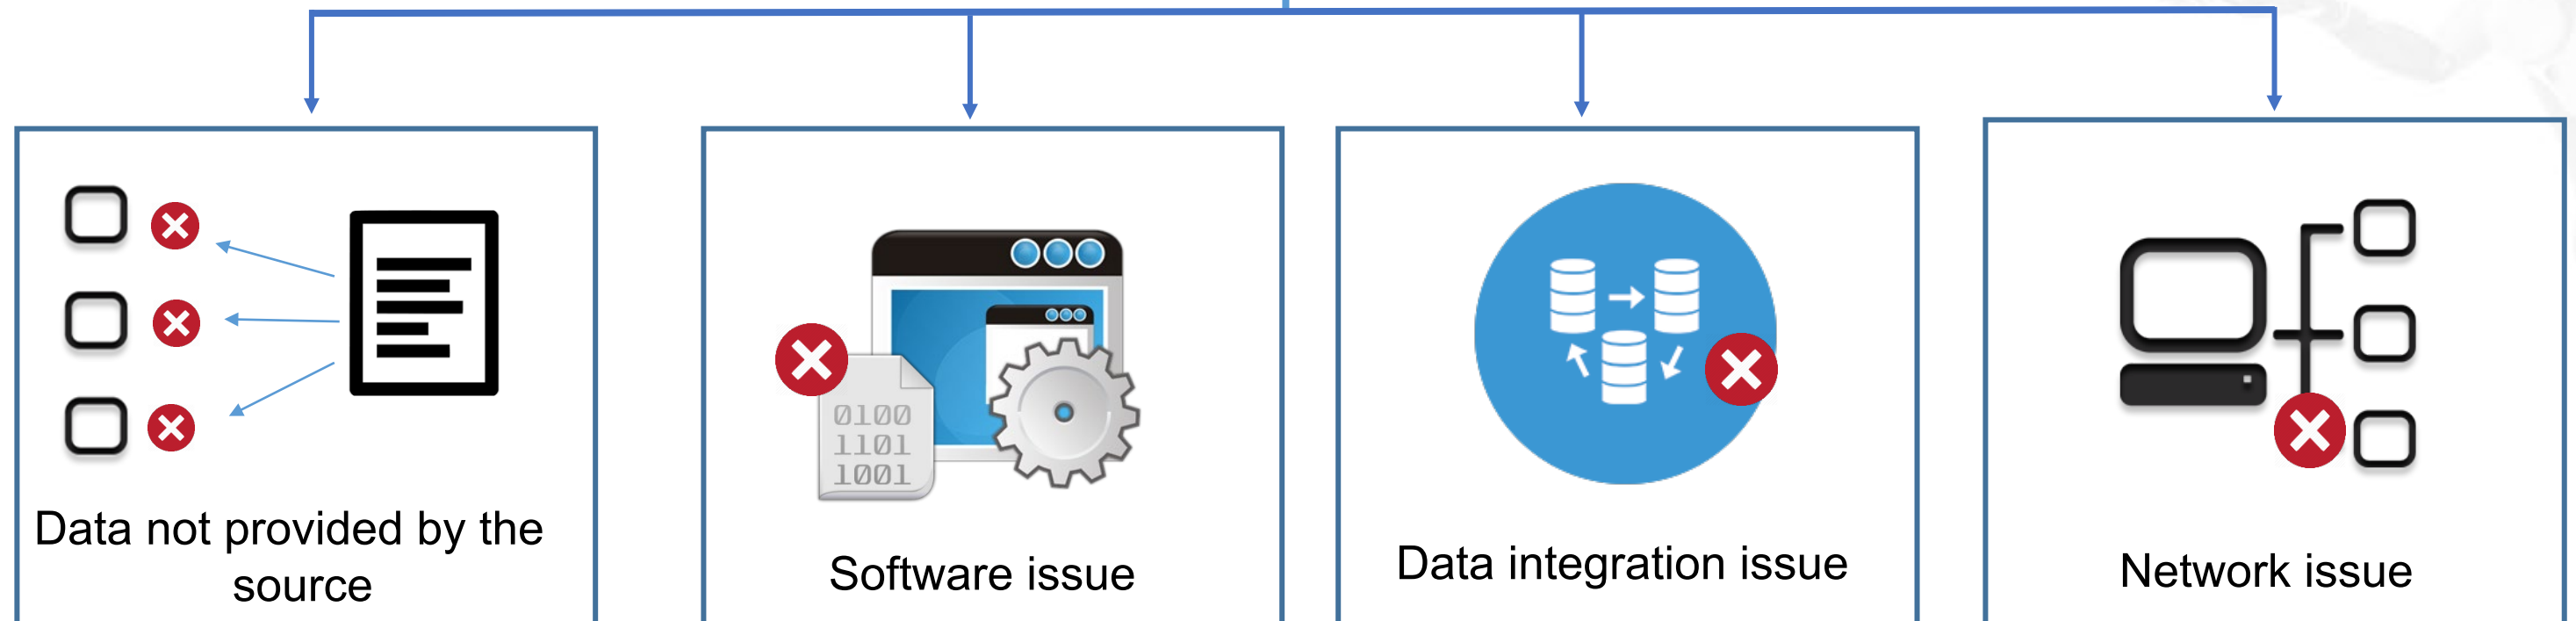 Data not provided by the
source
0100
1101
1001
Software issue
Data integration issue
Network issue